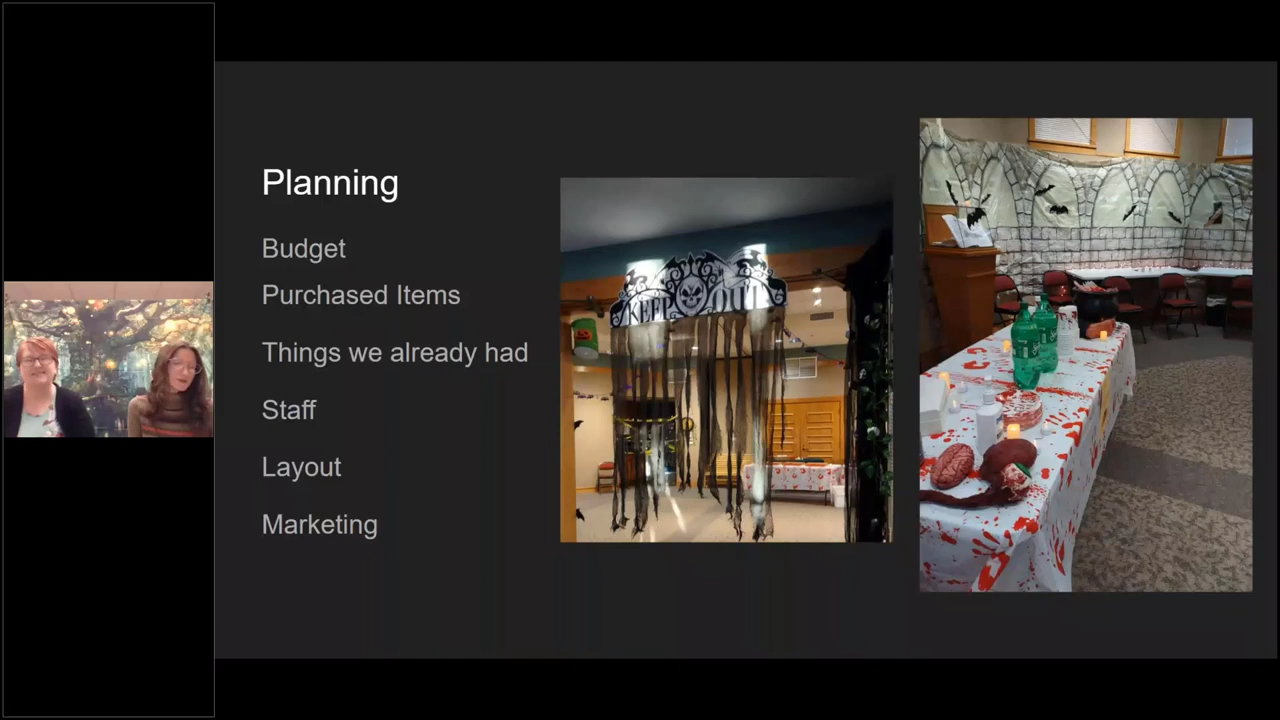 Planning
Budget
Purchased Items
Things we already had
Staff
Layout
Marketing
KEEP OUT